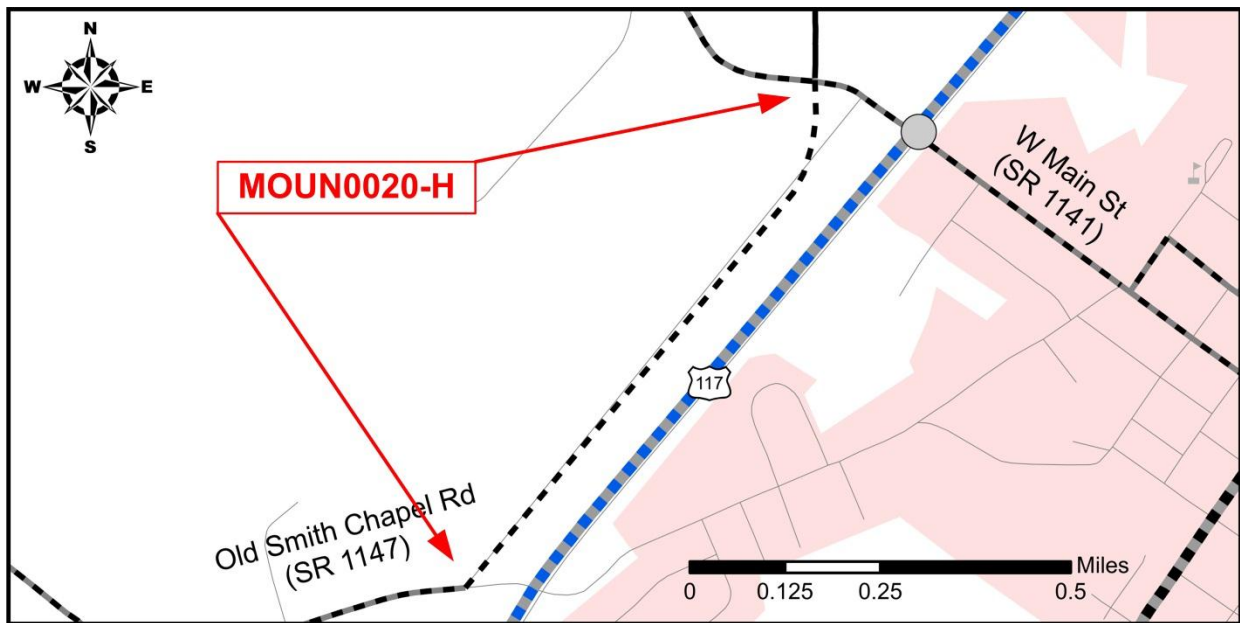 N
W E
S
MOUN0020-H
W Main St
(SR 1141)
117
Old Smith Chapel Rd
(SR 1147)
Miles
0 0.125 0.25 0.5